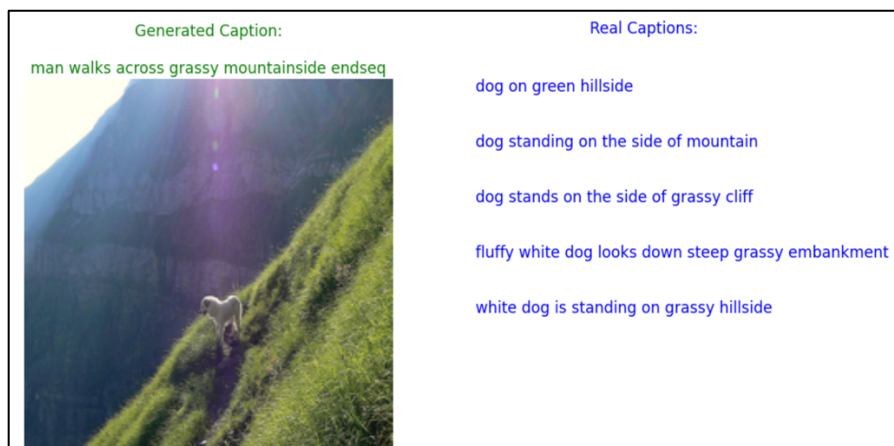 Generated Caption:
man walks across grassy mountainside endseq
Real Captions:
dog on green hillside
dog standing on the side of mountain
dog stands on the side of grassy cliff
fluffy white dog looks down steep grassy embankment
white dog is standing on grassy hillside